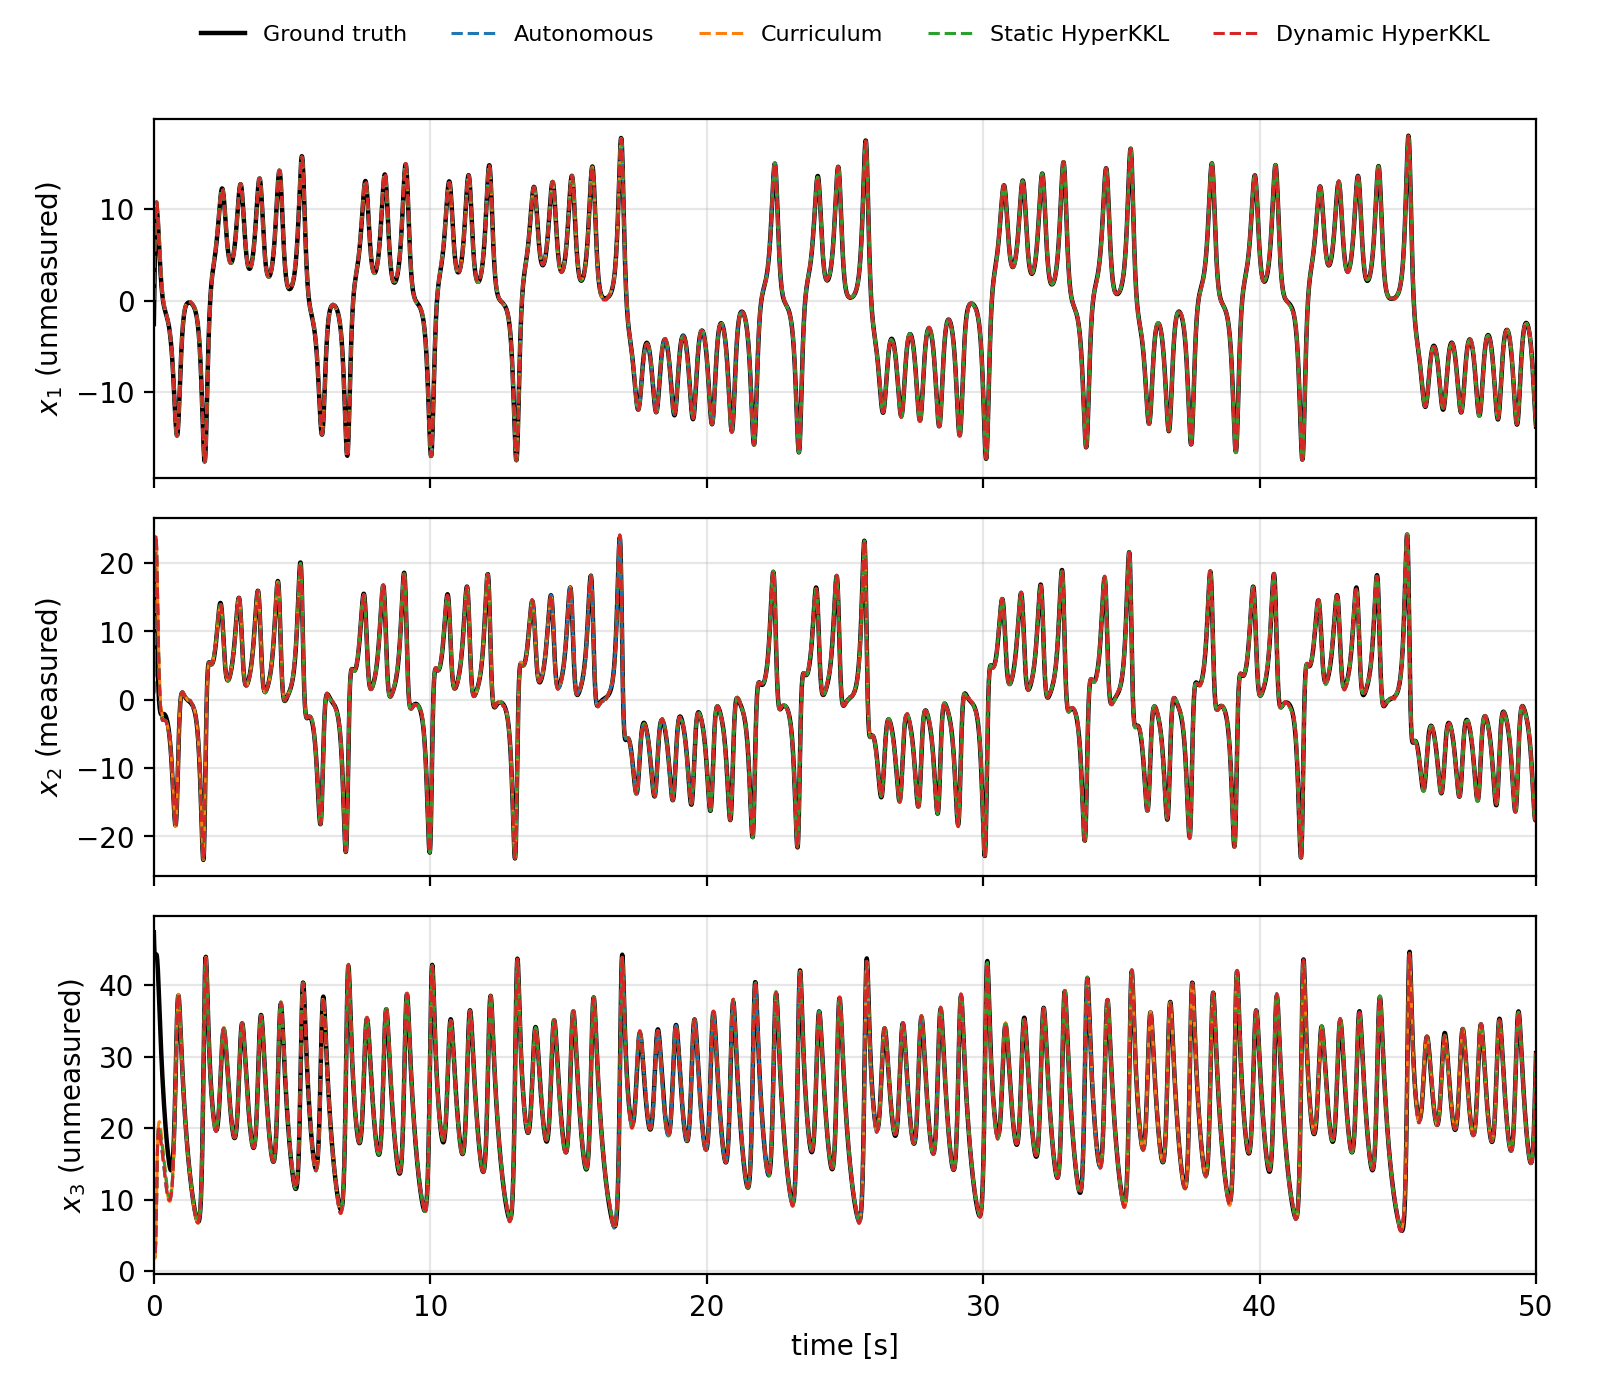 Ground truth Autonomous Curriculum Static HyperKKL Dynamic HyperKKL
x₁ (unmeasured)
10
0
−10
x₂ (measured)
20
10
0
−10
−20
x₃ (unmeasured)
40
30
20
10
0
0 10 20 30 40 50
time [s]